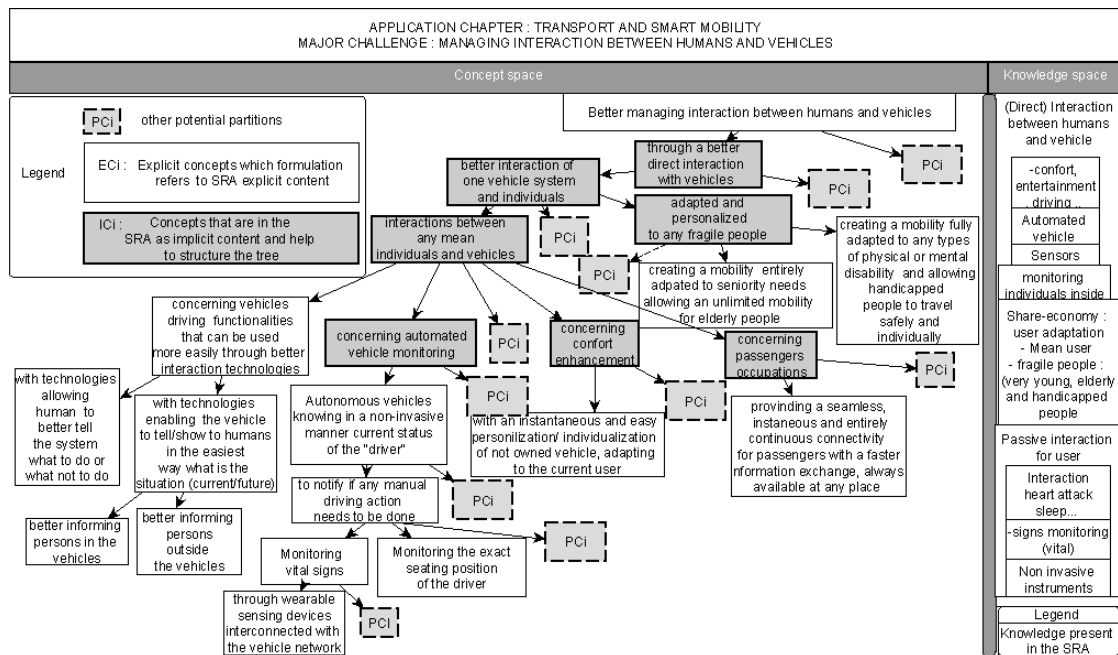 APPLICATION CHAPTER : TRANSPORT AND SMART MOBILITY
MAJOR CHALLENGE : MANAGING INTERACTION BETWEEN HUMANS AND VEHICLES
Concept space
Knowledge space
PCi
other potential partitions
Legend
ECi : Explicit concepts which formulation
refers to SRA explicit content
ICi : Concepts that are in the
SRA as implicit content and help
to structure the tree
Better managing interaction between humans and vehicles
through a better
direct interaction
with vehicles
PCi
better interaction of
one vehicle system
and individuals
PCi
interactions between
any mean
individuals and vehicles
PCi
adapted and
personalized
to any fragile people
PCi
creating a mobility fully
adapted to any types
of physical or mental
disability and allowing
handicapped
people to travel
safely and
individually
creating a mobility entirely
adpated to seniority needs
allowing an unlimited mobility
for elderly people
concerning vehicles
driving functionalities
that can be used
more easily through better
interaction technologies
concerning automated
vehicle monitoring
PCi
concerning
confort
enhancement
concerning
passengers
occupations
PCi
with technologies
allowing
human to
better tell
the system
what to do or
what not to do
with technologies
enabling the vehicle
to tell/show to humans
in the easiest
way what is the
situation (current/future)
Autonomous vehicles
knowing in a non-invasive
manner current status
of the "driver"
PCi
PCi
with an instantaneous and easy
personilization/ individualization
of not owned vehicle, adapting
to the current user
provinding a seamless,
instaneous and entirely
continuous connectivity
for passengers with a faster
nformation exchange, always
available at any place
to notify if any manual
driving action
needs to be done
PCi
better informing
persons in the
vehicles
better informing
persons
outside
the vehicles
Monitoring
vital signs
Monitoring the exact
seating position
of the driver
PCi
through wearable
sensing devices
interconnected with
the vehicle network
PCI
(Direct) Interaction
between humans
and vehicle
-confort,
entertainment
, driving ..
Automated
vehicle
Sensors
monitoring
individuals inside
Share-economy :
user adaptation
- Mean user
- fragile people :
(very young, elderly
and handicapped
people
Passive interaction
for user
Interaction
heart attack
sleep...
-signs monitoring
(vital)
Non invasive
instruments
Legend
Knowledge present
in the SRA